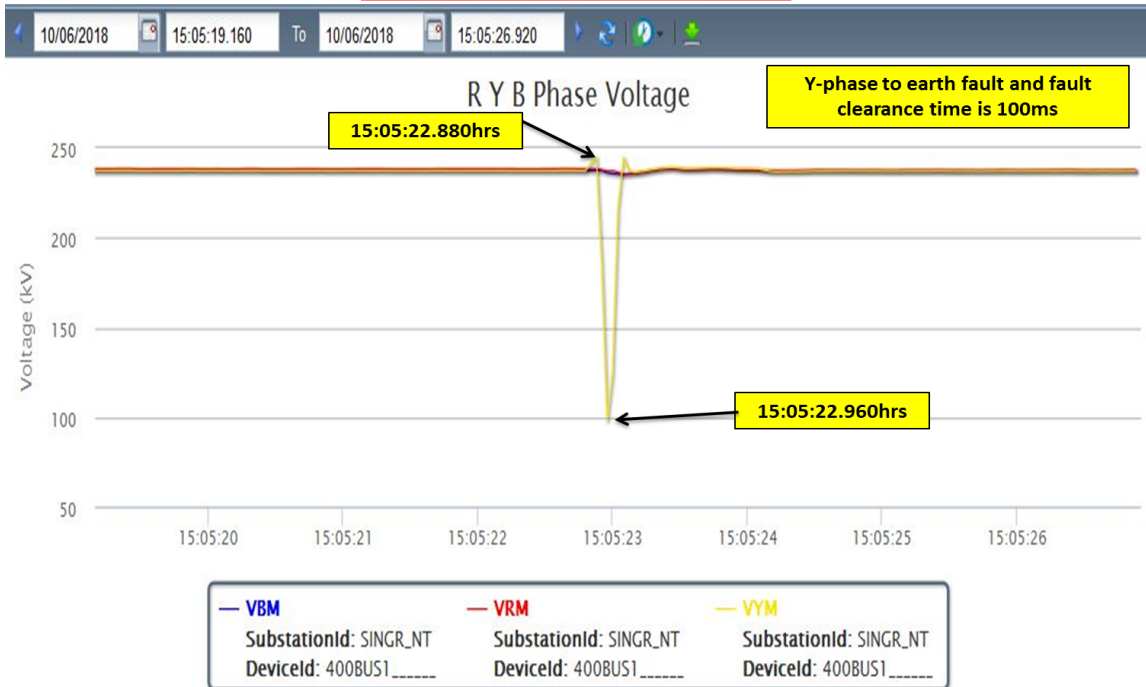 10/06/2018 15:05:19.160 To 10/06/2018 15:05:26.920
R Y B Phase Voltage
Y-phase to earth fault and fault
clearance time is 100ms
15:05:22.880hrs
250
200
150
100
50
Voltage (kV)
15:05:22.960hrs
15:05:20 15:05:21 15:05:22 15:05:23 15:05:24 15:05:25 15:05:26
VBM VRM VYM
SubstationId: SINGR_NT SubstationId: SINGR_NT SubstationId: SINGR_NT
DeviceId: 400BUS1______ DeviceId: 400BUS1______ DeviceId: 400BUS1______